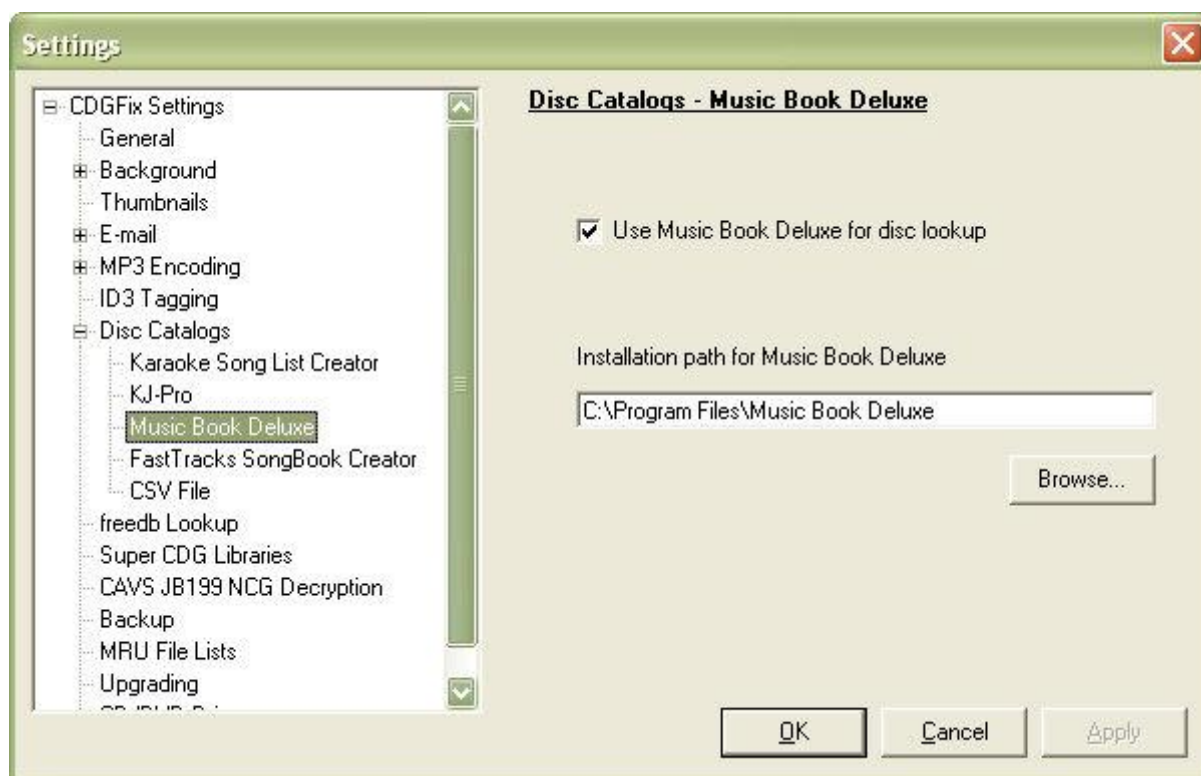 Settings
CDGFix Settings
General
Background
Thumbnails
E-mail
MP3 Encoding
ID3 Tagging
Disc Catalogs
Karaoke Song List Creator
KJ-Pro
Music Book Deluxe
FastTracks SongBook Creator
CSV File
freedb Lookup
Super CDG Libraries
CAVS JB199 NCG Decryption
Backup
MRU File Lists
Upgrading
Disc Catalogs - Music Book Deluxe
Use Music Book Deluxe for disc lookup
Installation path for Music Book Deluxe
C:\Program Files\Music Book Deluxe
Browse...
OK
Cancel
Apply